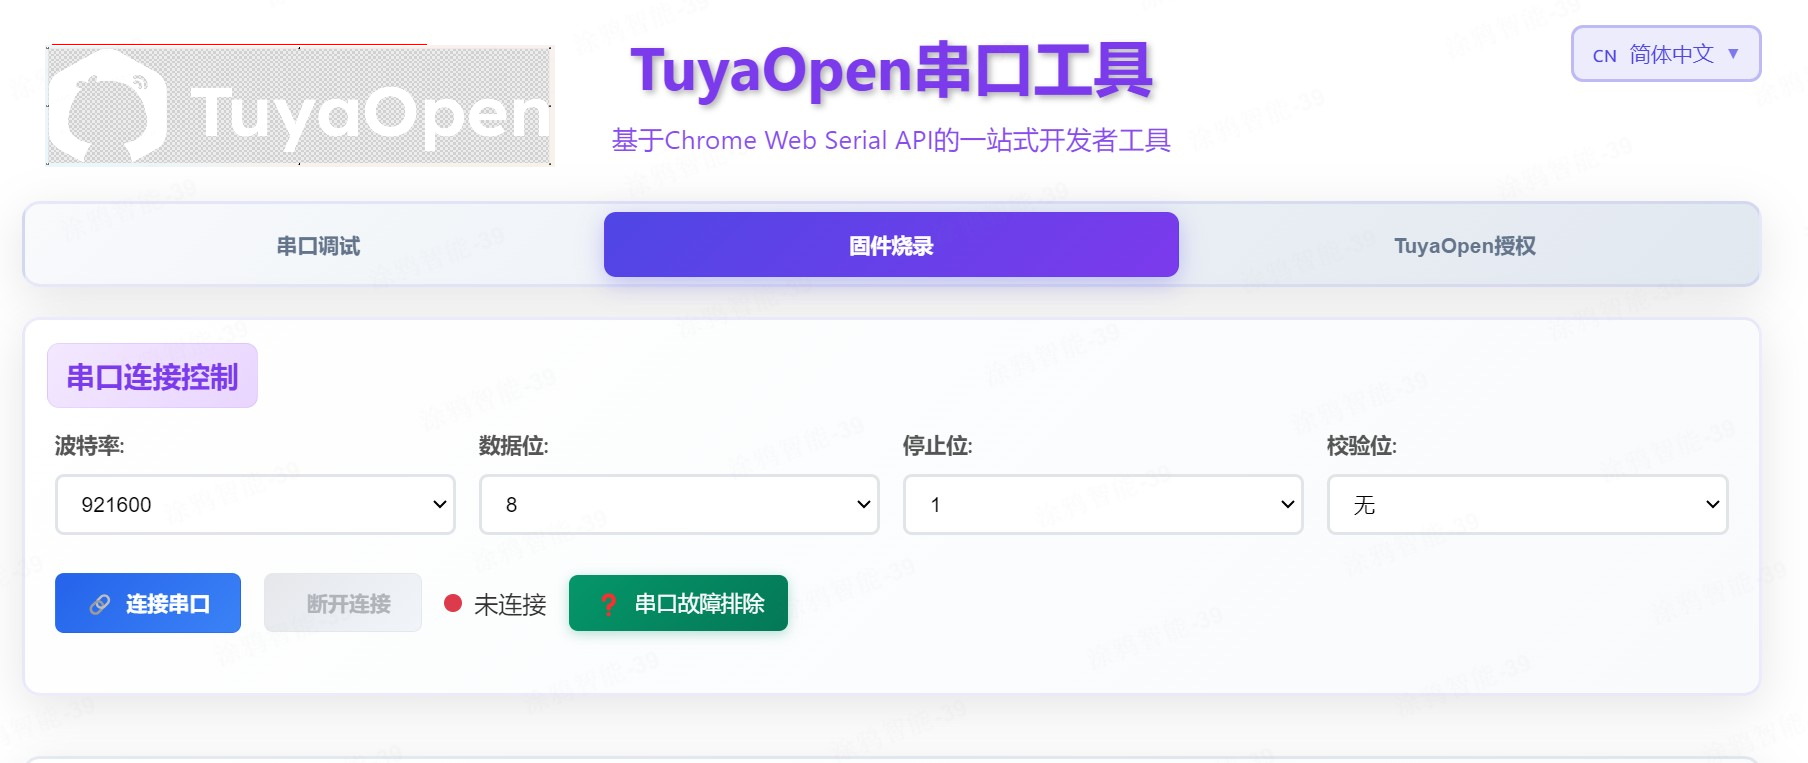 TuyaOpen
TuyaOpen串口工具
基于Chrome Web Serial API的一站式开发者工具
CN 简体中文 ▼
串口调试
固件烧录
TuyaOpen授权
串口连接控制
波特率:
数据位:
停止位:
校验位:
921600
8
1
无
连接串口
断开连接
未连接
❓ 串口故障排除
涂鸦智能-39